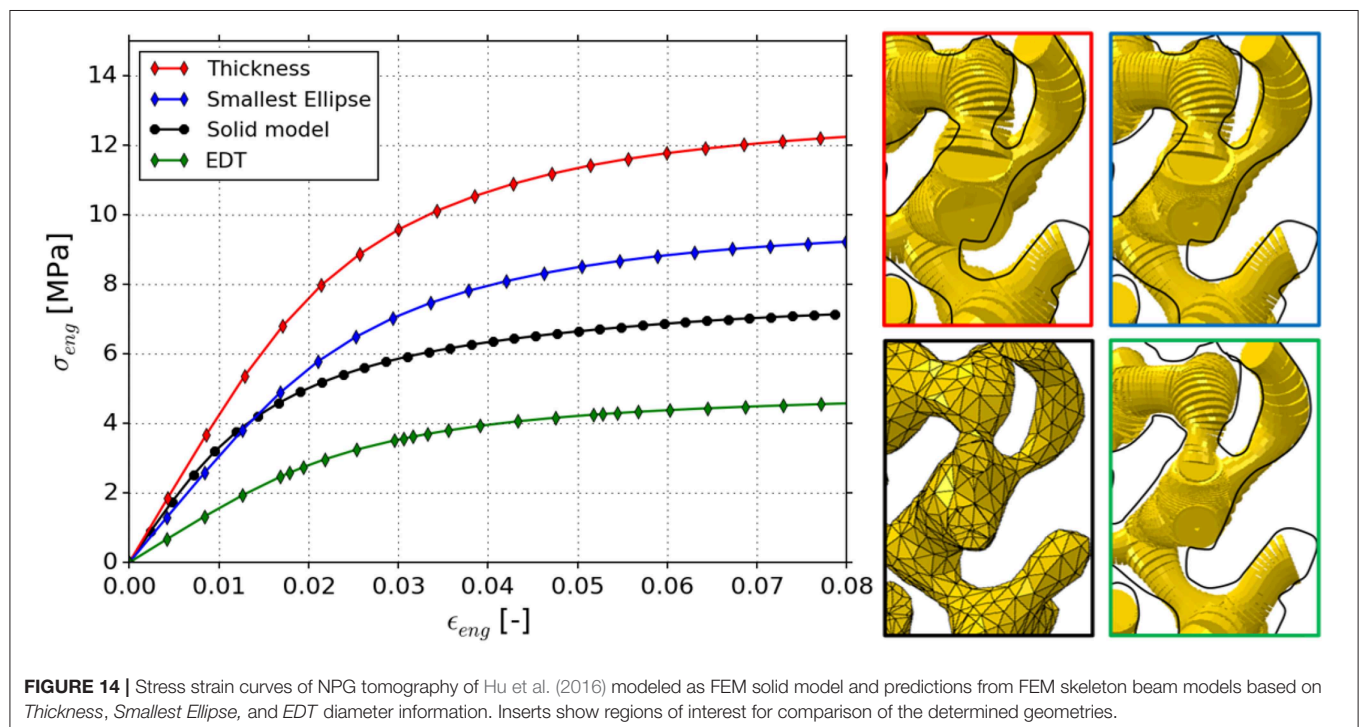 14
12
10
8
6
4
2
0
σeng [MPa]
Thickness
Smallest Ellipse
Solid model
EDT
0.00 0.01 0.02 0.03 0.04 0.05 0.06 0.07 0.08
ϵeng [-]
FIGURE 14 | Stress strain curves of NPG tomography of Hu et al. (2016) modeled as FEM solid model and predictions from FEM skeleton beam models based on
Thickness, Smallest Ellipse, and EDT diameter information. Inserts show regions of interest for comparison of the determined geometries.